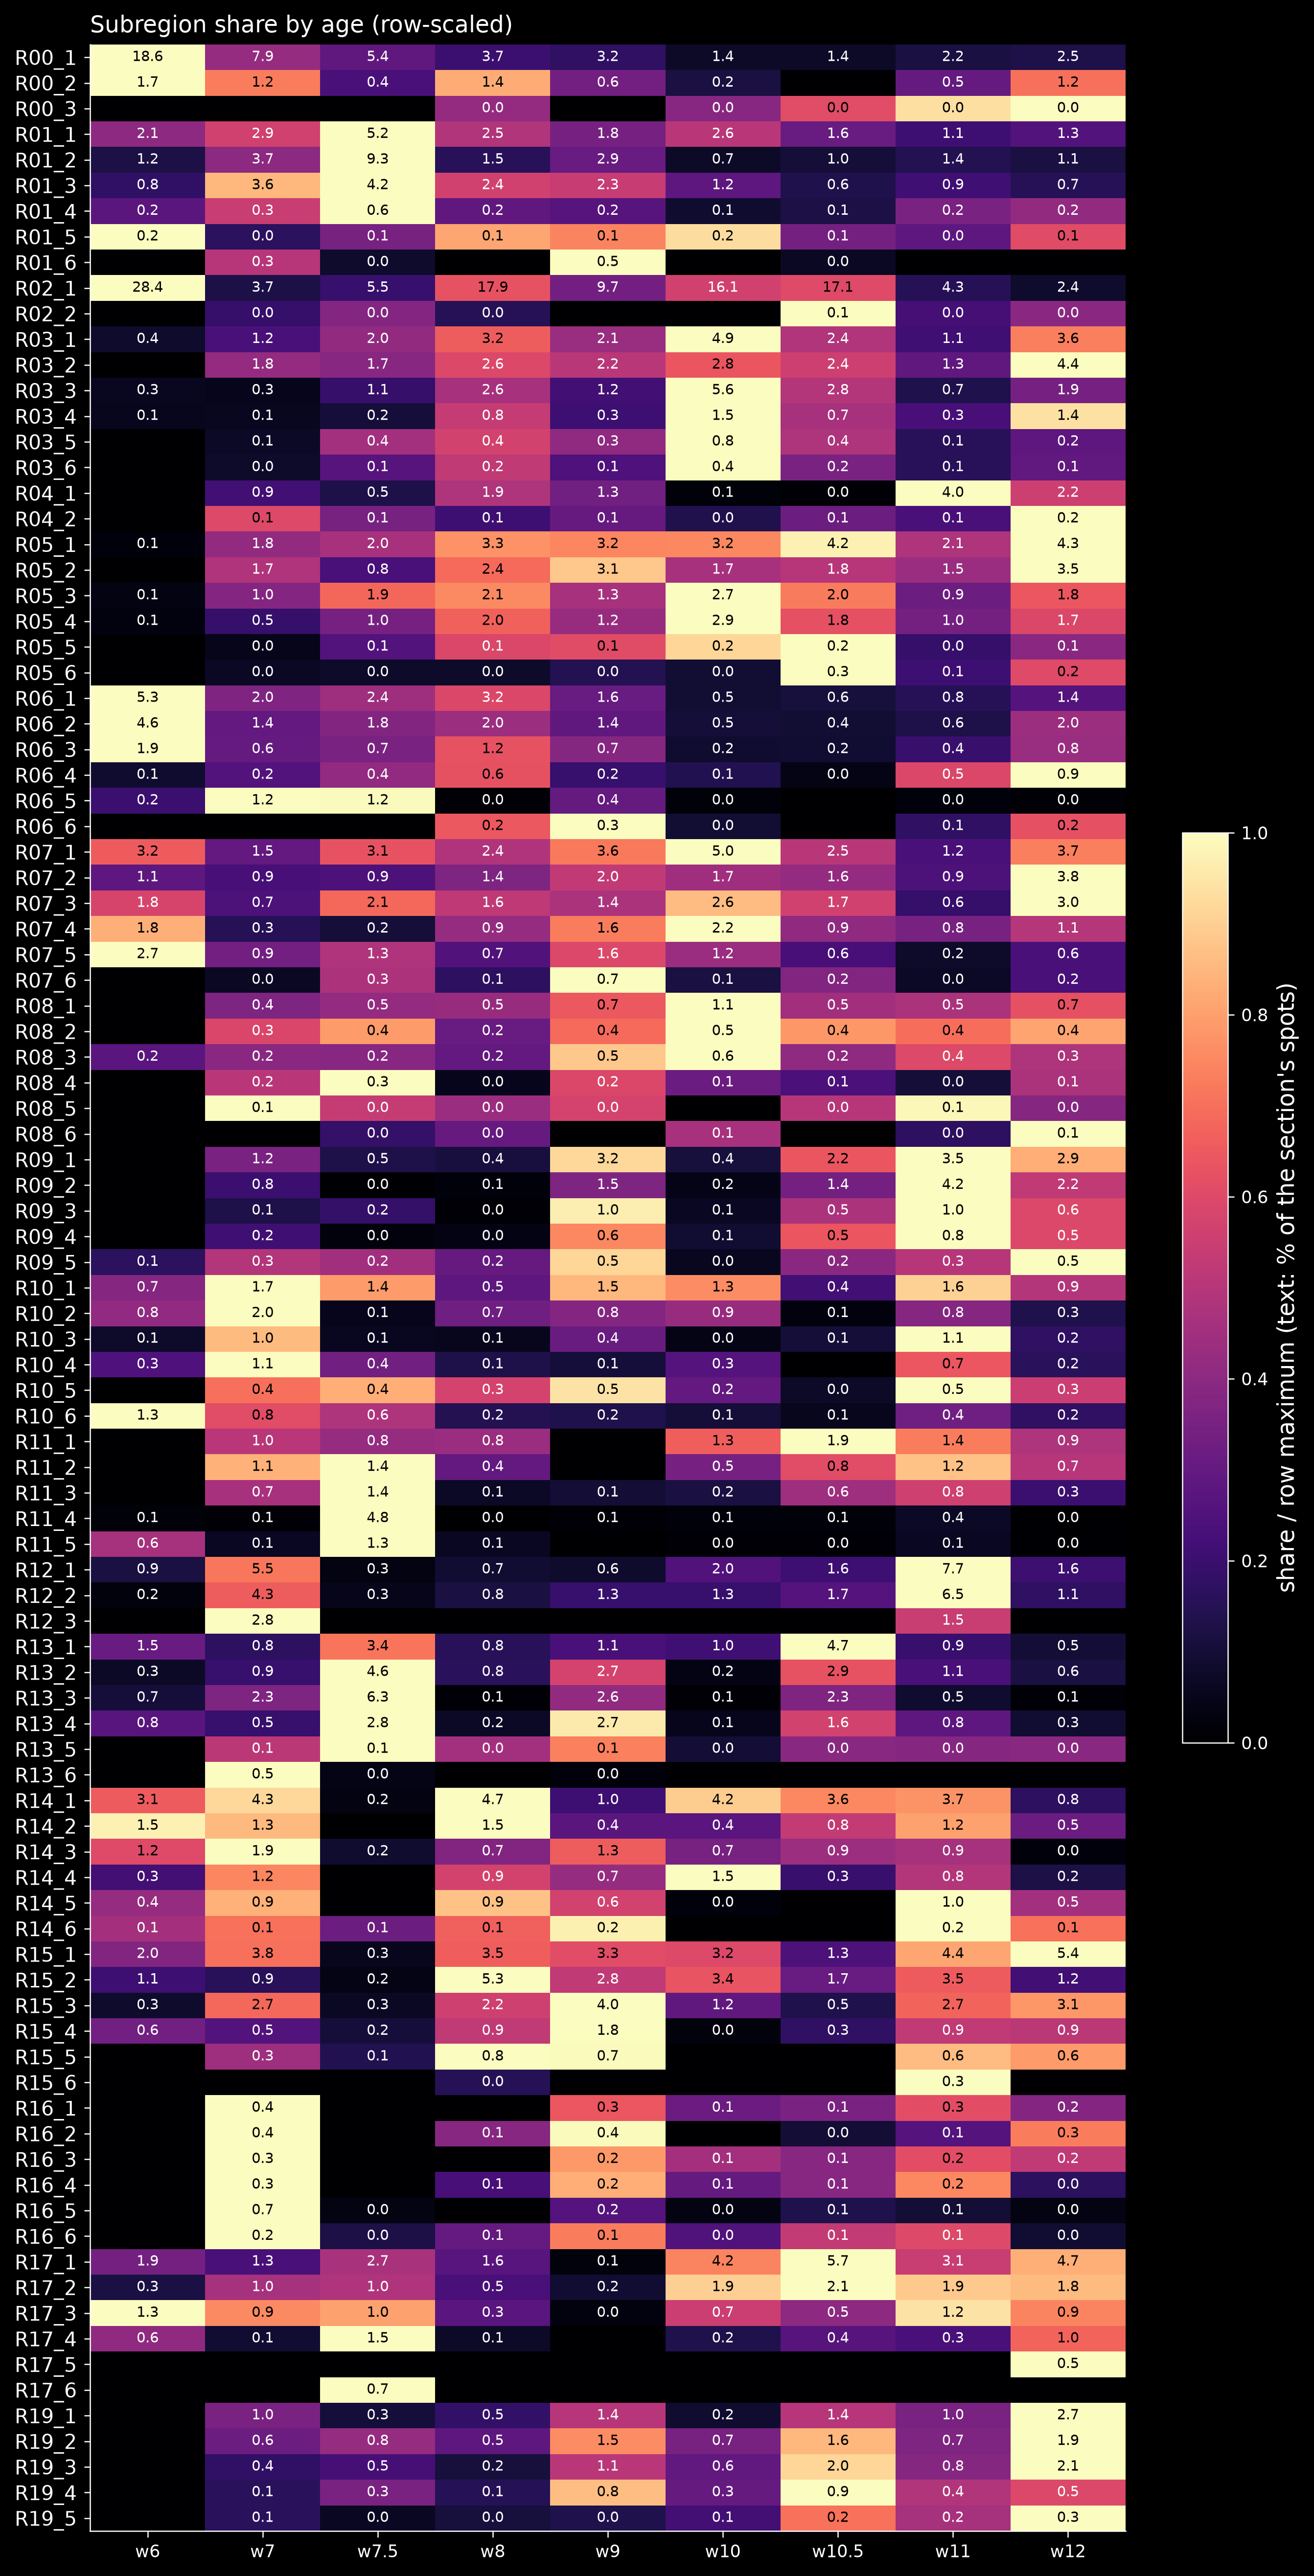 Subregion share by age (row-scaled)
R00_1 18.6 7.9 5.4 3.7 3.2 1.4 1.4 2.2 2.5
R00_2 1.7 1.2 0.4 1.4 0.6 0.2 0.5 1.2
R00_3 0.0 0.0 0.0 0.0 0.0
R01_1 2.1 2.9 5.2 2.5 1.8 2.6 1.6 1.1 1.3
R01_2 1.2 3.7 9.3 1.5 2.9 0.7 1.0 1.4 1.1
R01_3 0.8 3.6 4.2 2.4 2.3 1.2 0.6 0.9 0.7
R01_4 0.2 0.3 0.6 0.2 0.2 0.1 0.1 0.2 0.2
R01_5 0.2 0.0 0.1 0.1 0.1 0.2 0.1 0.0 0.1
R01_6 0.3 0.0 0.5 0.0
R02_1 28.4 3.7 5.5 17.9 9.7 16.1 17.1 4.3 2.4
R02_2 0.0 0.0 0.0 0.1 0.0 0.0
R03_1 0.4 1.2 2.0 3.2 2.1 4.9 2.4 1.1 3.6
R03_2 1.8 1.7 2.6 2.2 2.8 2.4 1.3 4.4
R03_3 0.3 0.3 1.1 2.6 1.2 5.6 2.8 0.7 1.9
R03_4 0.1 0.1 0.2 0.8 0.3 1.5 0.7 0.3 1.4
R03_5 0.1 0.4 0.4 0.3 0.8 0.4 0.1 0.2
R03_6 0.0 0.1 0.2 0.1 0.4 0.2 0.1 0.1
R04_1 0.9 0.5 1.9 1.3 0.1 0.0 4.0 2.2
R04_2 0.1 0.1 0.1 0.1 0.0 0.1 0.1 0.2
R05_1 0.1 1.8 2.0 3.3 3.2 3.2 4.2 2.1 4.3
R05_2 1.7 0.8 2.4 3.1 1.7 1.8 1.5 3.5
R05_3 0.1 1.0 1.9 2.1 1.3 2.7 2.0 0.9 1.8
R05_4 0.1 0.5 1.0 2.0 1.2 2.9 1.8 1.0 1.7
R05_5 0.0 0.1 0.1 0.1 0.2 0.2 0.0 0.1
R05_6 0.0 0.0 0.0 0.0 0.0 0.3 0.1 0.2
R06_1 5.3 2.0 2.4 3.2 1.6 0.5 0.6 0.8 1.4
R06_2 4.6 1.4 1.8 2.0 1.4 0.5 0.4 0.6 2.0
R06_3 1.9 0.6 0.7 1.2 0.7 0.2 0.2 0.4 0.8
R06_4 0.1 0.2 0.4 0.6 0.2 0.1 0.0 0.5 0.9
R06_5 0.2 1.2 1.2 0.0 0.4 0.0 0.0 0.0
R06_6 0.2 0.3 0.0 0.1 0.2
R07_1 3.2 1.5 3.1 2.4 3.6 5.0 2.5 1.2 3.7
R07_2 1.1 0.9 0.9 1.4 2.0 1.7 1.6 0.9 3.8
R07_3 1.8 0.7 2.1 1.6 1.4 2.6 1.7 0.6 3.0
R07_4 1.8 0.3 0.2 0.9 1.6 2.2 0.9 0.8 1.1
R07_5 2.7 0.9 1.3 0.7 1.6 1.2 0.6 0.2 0.6
R07_6 0.0 0.3 0.1 0.7 0.1 0.2 0.0 0.2
R08_1 0.4 0.5 0.5 0.7 1.1 0.5 0.5 0.7
R08_2 0.3 0.4 0.2 0.4 0.5 0.4 0.4 0.4
R08_3 0.2 0.2 0.2 0.2 0.5 0.6 0.2 0.4 0.3
R08_4 0.2 0.3 0.0 0.2 0.1 0.1 0.0 0.1
R08_5 0.1 0.0 0.0 0.0 0.0 0.1 0.0
R08_6 0.0 0.0 0.1 0.0 0.1
R09_1 1.2 0.5 0.4 3.2 0.4 2.2 3.5 2.9
R09_2 0.8 0.0 0.1 1.5 0.2 1.4 4.2 2.2
R09_3 0.1 0.2 0.0 1.0 0.1 0.5 1.0 0.6
R09_4 0.2 0.0 0.0 0.6 0.1 0.5 0.8 0.5
R09_5 0.1 0.3 0.2 0.2 0.5 0.0 0.2 0.3 0.5
R10_1 0.7 1.7 1.4 0.5 1.5 1.3 0.4 1.6 0.9
R10_2 0.8 2.0 0.1 0.7 0.8 0.9 0.1 0.8 0.3
R10_3 0.1 1.0 0.1 0.1 0.4 0.0 0.1 1.1 0.2
R10_4 0.3 1.1 0.4 0.1 0.1 0.3 0.7 0.2
R10_5 0.4 0.4 0.3 0.5 0.2 0.0 0.5 0.3
R10_6 1.3 0.8 0.6 0.2 0.2 0.1 0.1 0.4 0.2
R11_1 1.0 0.8 0.8 1.3 1.9 1.4 0.9
R11_2 1.1 1.4 0.4 0.5 0.8 1.2 0.7
R11_3 0.7 1.4 0.1 0.1 0.2 0.6 0.8 0.3
R11_4 0.1 0.1 4.8 0.0 0.1 0.1 0.1 0.4 0.0
R11_5 0.6 0.1 1.3 0.1 0.0 0.0 0.1 0.0
R12_1 0.9 5.5 0.3 0.7 0.6 2.0 1.6 7.7 1.6
R12_2 0.2 4.3 0.3 0.8 1.3 1.3 1.7 6.5 1.1
R12_3 2.8 1.5
R13_1 1.5 0.8 3.4 0.8 1.1 1.0 4.7 0.9 0.5
R13_2 0.3 0.9 4.6 0.8 2.7 0.2 2.9 1.1 0.6
R13_3 0.7 2.3 6.3 0.1 2.6 0.1 2.3 0.5 0.1
R13_4 0.8 0.5 2.8 0.2 2.7 0.1 1.6 0.8 0.3
R13_5 0.1 0.1 0.0 0.1 0.0 0.0 0.0 0.0
R13_6 0.5 0.0 0.0
R14_1 3.1 4.3 0.2 4.7 1.0 4.2 3.6 3.7 0.8
R14_2 1.5 1.3 1.5 0.4 0.4 0.8 1.2 0.5
R14_3 1.2 1.9 0.2 0.7 1.3 0.7 0.9 0.9 0.0
R14_4 0.3 1.2 0.9 0.7 1.5 0.3 0.8 0.2
R14_5 0.4 0.9 0.9 0.6 0.0 1.0 0.5
R14_6 0.1 0.1 0.1 0.1 0.2 0.2 0.1
R15_1 2.0 3.8 0.3 3.5 3.3 3.2 1.3 4.4 5.4
R15_2 1.1 0.9 0.2 5.3 2.8 3.4 1.7 3.5 1.2
R15_3 0.3 2.7 0.3 2.2 4.0 1.2 0.5 2.7 3.1
R15_4 0.6 0.5 0.2 0.9 1.8 0.0 0.3 0.9 0.9
R15_5 0.3 0.1 0.8 0.7 0.6 0.6
R15_6 0.0 0.3
R16_1 0.4 0.3 0.1 0.1 0.3 0.2
R16_2 0.4 0.1 0.4 0.0 0.1 0.3
R16_3 0.3 0.2 0.1 0.1 0.2 0.2
R16_4 0.3 0.1 0.2 0.1 0.1 0.2 0.0
R16_5 0.7 0.0 0.2 0.0 0.1 0.1 0.0
R16_6 0.2 0.0 0.1 0.1 0.0 0.1 0.1 0.0
R17_1 1.9 1.3 2.7 1.6 0.1 4.2 5.7 3.1 4.7
R17_2 0.3 1.0 1.0 0.5 0.2 1.9 2.1 1.9 1.8
R17_3 1.3 0.9 1.0 0.3 0.0 0.7 0.5 1.2 0.9
R17_4 0.6 0.1 1.5 0.1 0.2 0.4 0.3 1.0
R17_5 0.5
R17_6 0.7
R19_1 1.0 0.3 0.5 1.4 0.2 1.4 1.0 2.7
R19_2 0.6 0.8 0.5 1.5 0.7 1.6 0.7 1.9
R19_3 0.4 0.5 0.2 1.1 0.6 2.0 0.8 2.1
R19_4 0.1 0.3 0.1 0.8 0.3 0.9 0.4 0.5
R19_5 0.1 0.0 0.0 0.0 0.1 0.2 0.2 0.3
w6 w7 w7.5 w8 w9 w10 w10.5 w11 w12
1.0
0.8
0.6
0.4
0.2
0.0
share / row maximum (text: % of the section's spots)